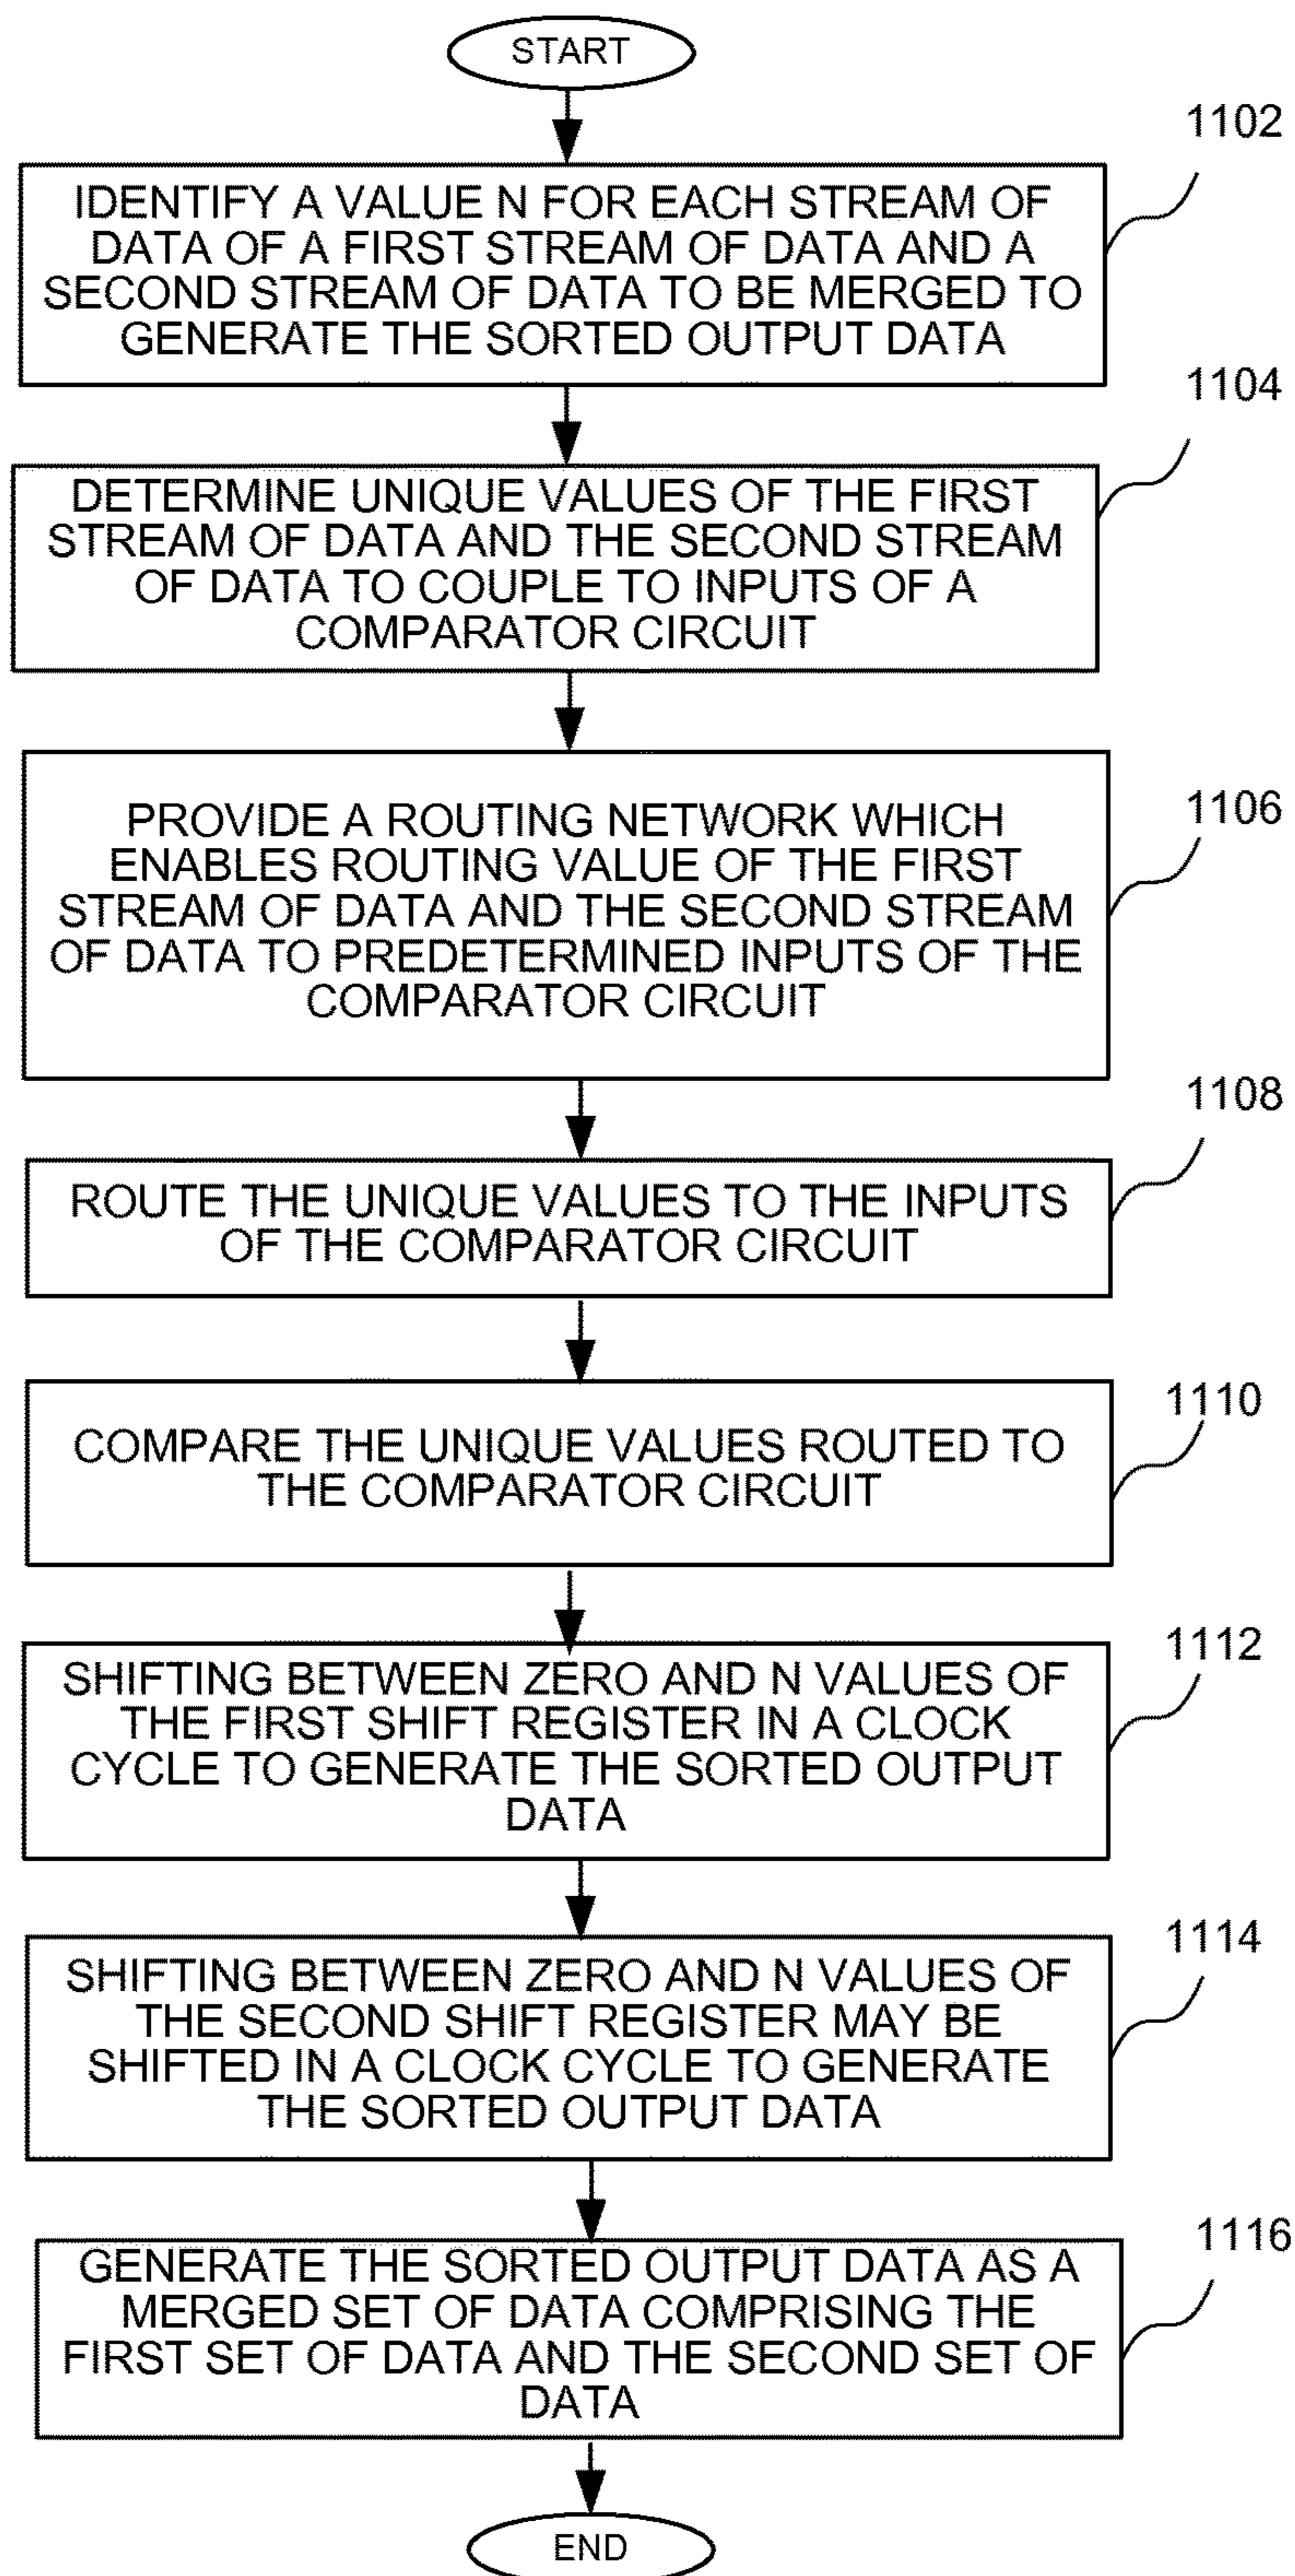 START
1102
IDENTIFY A VALUE N FOR EACH STREAM OF
DATA OF A FIRST STREAM OF DATA AND A
SECOND STREAM OF DATA TO BE MERGED TO
GENERATE THE SORTED OUTPUT DATA
1104
DETERMINE UNIQUE VALUES OF THE FIRST
STREAM OF DATA AND THE SECOND STREAM
OF DATA TO COUPLE TO INPUTS OF A
COMPARATOR CIRCUIT
1106
PROVIDE A ROUTING NETWORK WHICH
ENABLES ROUTING VALUE OF THE FIRST
STREAM OF DATA AND THE SECOND STREAM
OF DATA TO PREDETERMINED INPUTS OF THE
COMPARATOR CIRCUIT
1108
ROUTE THE UNIQUE VALUES TO THE INPUTS
OF THE COMPARATOR CIRCUIT
1110
COMPARE THE UNIQUE VALUES ROUTED TO
THE COMPARATOR CIRCUIT
1112
SHIFTING BETWEEN ZERO AND N VALUES OF
THE FIRST SHIFT REGISTER IN A CLOCK
CYCLE TO GENERATE THE SORTED OUTPUT
DATA
1114
SHIFTING BETWEEN ZERO AND N VALUES OF
THE SECOND SHIFT REGISTER MAY BE
SHIFTED IN A CLOCK CYCLE TO GENERATE
THE SORTED OUTPUT DATA
1116
GENERATE THE SORTED OUTPUT DATA AS A
MERGED SET OF DATA COMPRISING THE
FIRST SET OF DATA AND THE SECOND SET OF
DATA
END